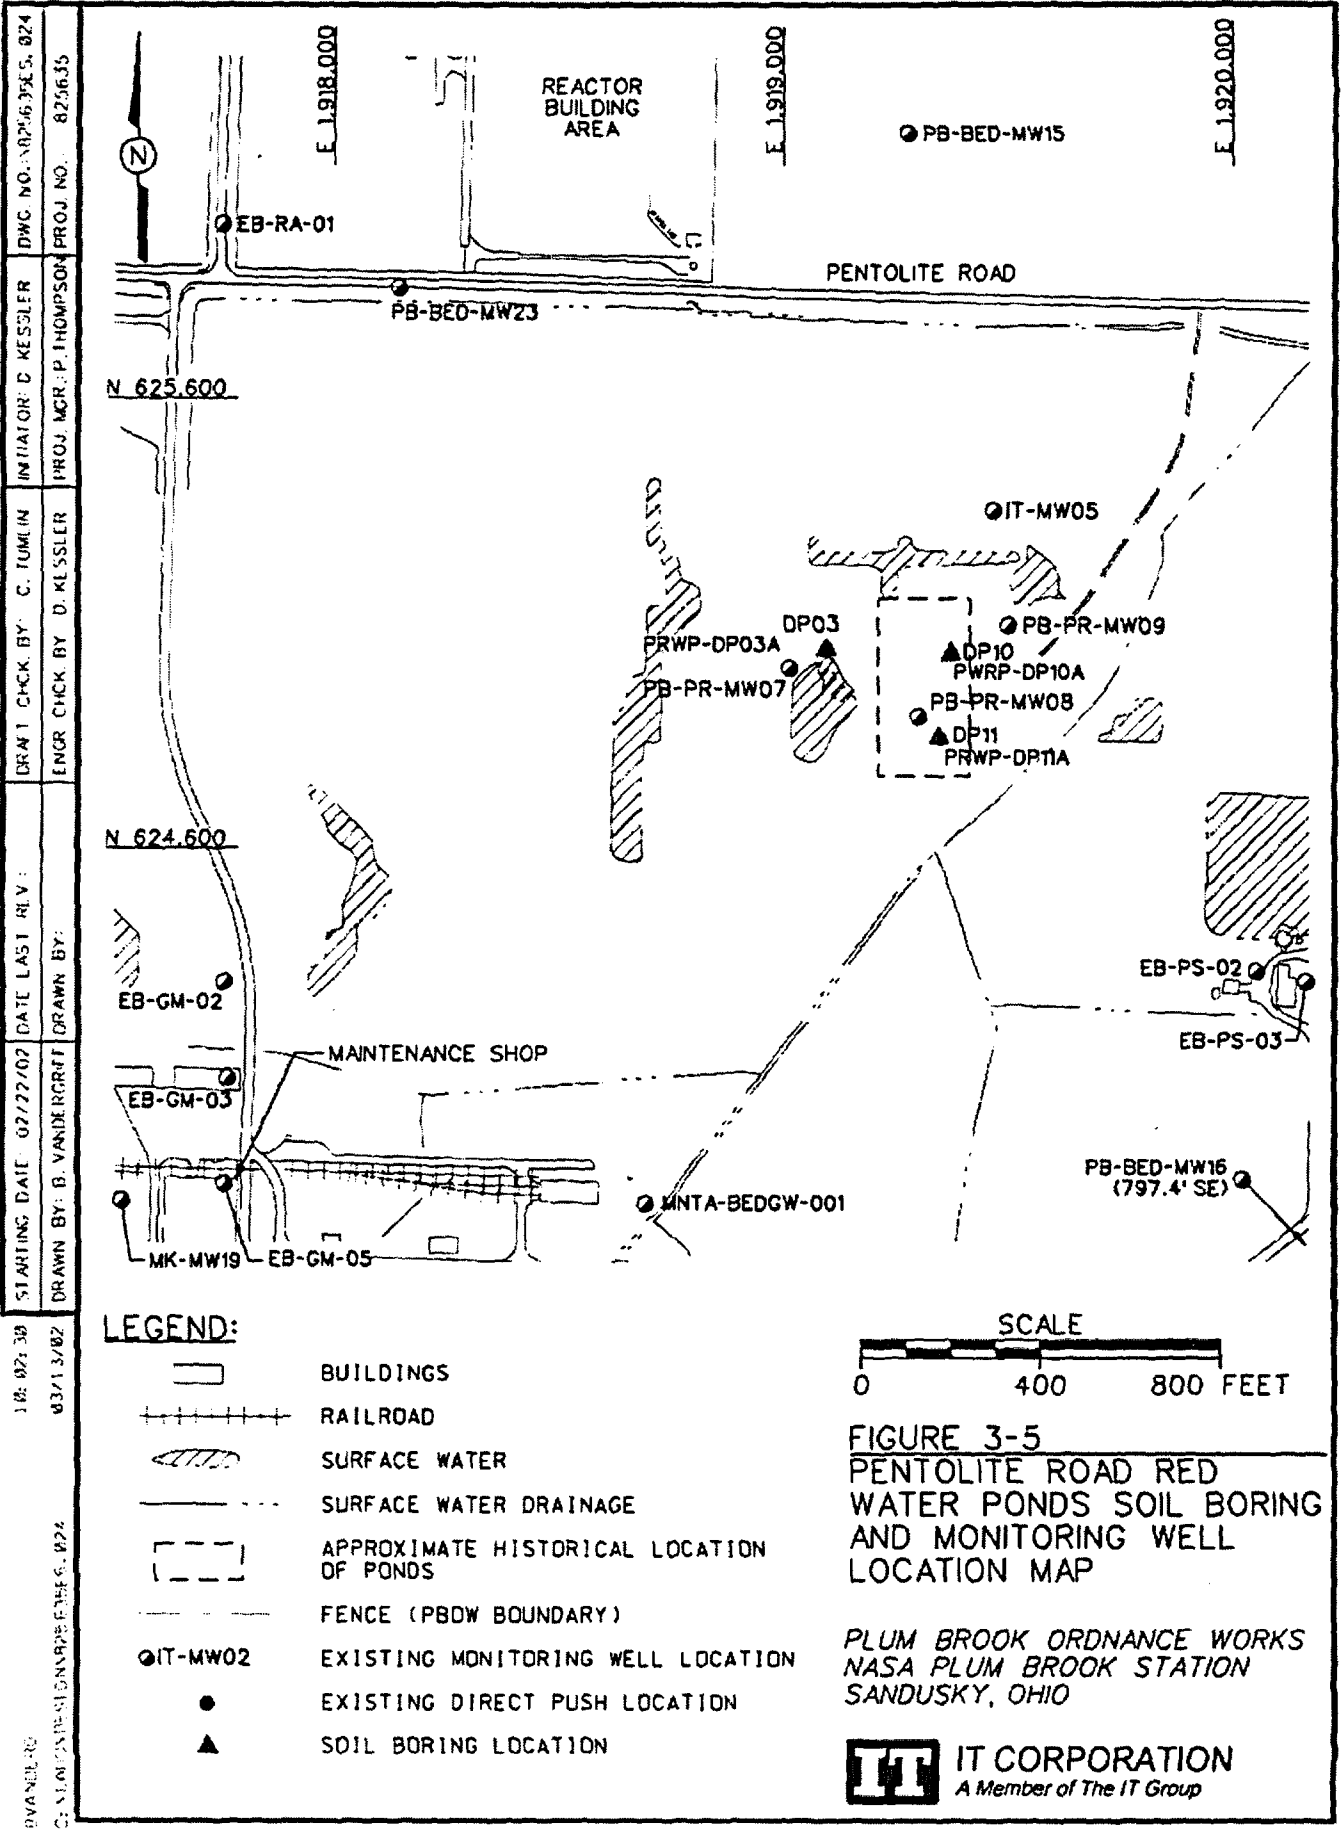 E 1,918,000
E 1,919,000
E 1,920,000
REACTOR
BUILDING
AREA
PB-BED-MW15
N
EB-RA-01
PENTOLITE ROAD
PB-BED-MW23
N 625,600
IT-MW05
DP03
PB-PR-MW09
PRWP-DP03A
DP10
PWRP-DP10A
PB-PR-MW07
PB-PR-MW08
DP11
PRWP-DP11A
N 624,600
EB-PS-02
EB-GM-02
EB-PS-03
MAINTENANCE SHOP
EB-GM-03
PB-BED-MW16
(797.4' SE)
MNTA-BEDGW-001
MK-MW19
EB-GM-05
LEGEND:
BUILDINGS
RAILROAD
SURFACE WATER
SURFACE WATER DRAINAGE
APPROXIMATE HISTORICAL LOCATION
OF PONDS
FENCE (PBOW BOUNDARY)
IT-MW02
EXISTING MONITORING WELL LOCATION
EXISTING DIRECT PUSH LOCATION
SOIL BORING LOCATION
SCALE
0 400 800 FEET
FIGURE 3-5
PENTOLITE ROAD RED
WATER PONDS SOIL BORING
AND MONITORING WELL
LOCATION MAP
PLUM BROOK ORDNANCE WORKS
NASA PLUM BROOK STATION
SANDUSKY, OHIO
IT
IT CORPORATION
A Member of The IT Group
STARTING DATE 02/22/02
DATE LAST REV.:
DRAFT. CHCK. BY: C. TUMLIN
INITIATOR: D KESSLER
DWG. NO.:
DRAWN BY: B. VANDERGRIFF
DRAWN BY:
ENGR CHCK. BY D. KESSLER
PROJ. MGR.: P. THOMPSON
PROJ. NO. 825635
03/13/02